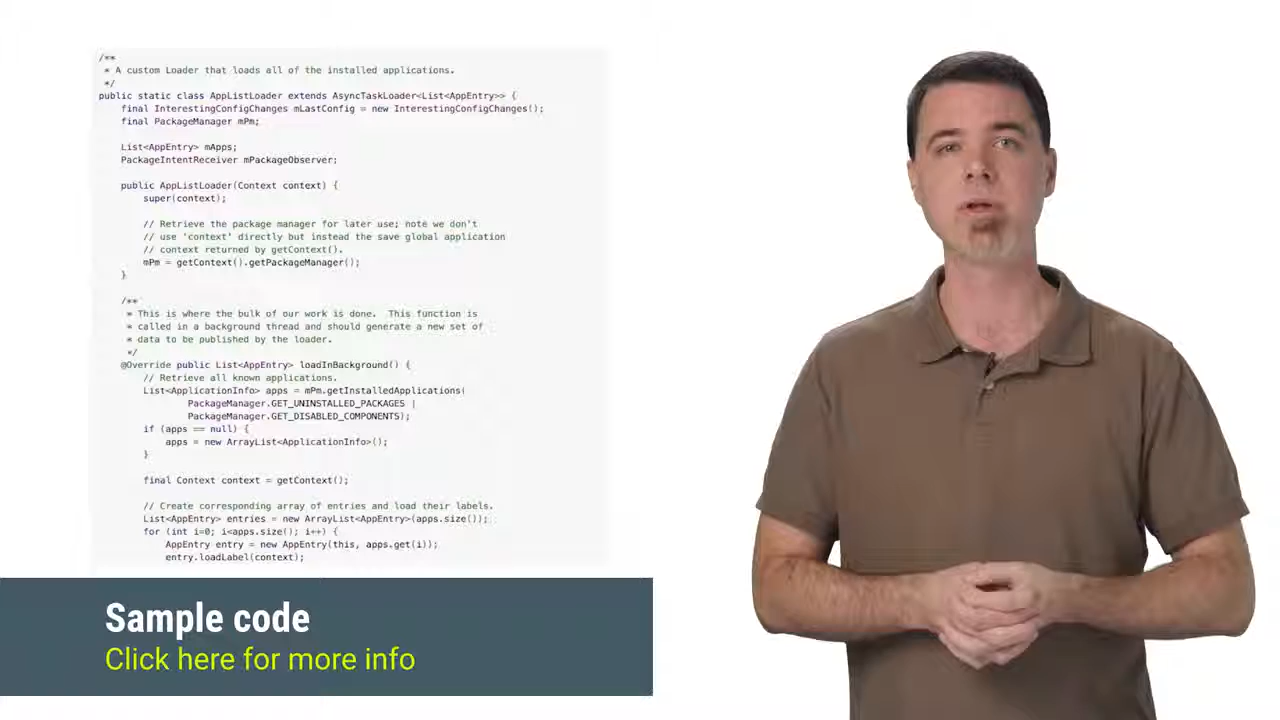 /**
* A custom Loader that loads all of the installed applications.
*/
public static class AppListLoader extends AsyncTaskLoader<List<AppEntry>> {
final InterestingConfigChanges mLastConfig = new InterestingConfigChanges();
final PackageManager mPm;
List<AppEntry> mApps;
PackageIntentReceiver mPackageObserver;
public AppListLoader(Context context) {
super(context);
// Retrieve the package manager for later use; note we don't
// use 'context' directly but instead the save global application
// context returned by getContext().
mPm = getContext().getPackageManager();
}
/**
* This is where the bulk of our work is done.  This function is
* called in a background thread and should generate a new set of
* data to be published by the loader.
*/
@Override public List<AppEntry> loadInBackground() {
// Retrieve all known applications.
List<ApplicationInfo> apps = mPm.getInstalledApplications(
PackageManager.GET_UNINSTALLED_PACKAGES |
PackageManager.GET_DISABLED_COMPONENTS);
if (apps == null) {
apps = new ArrayList<ApplicationInfo>();
}
final Context context = getContext();
// Create corresponding array of entries and load their labels.
List<AppEntry> entries = new ArrayList<AppEntry>(apps.size());
for (int i=0; i<apps.size(); i++) {
AppEntry entry = new AppEntry(this, apps.get(i));
entry.loadLabel(context);
Sample code
Click here for more info